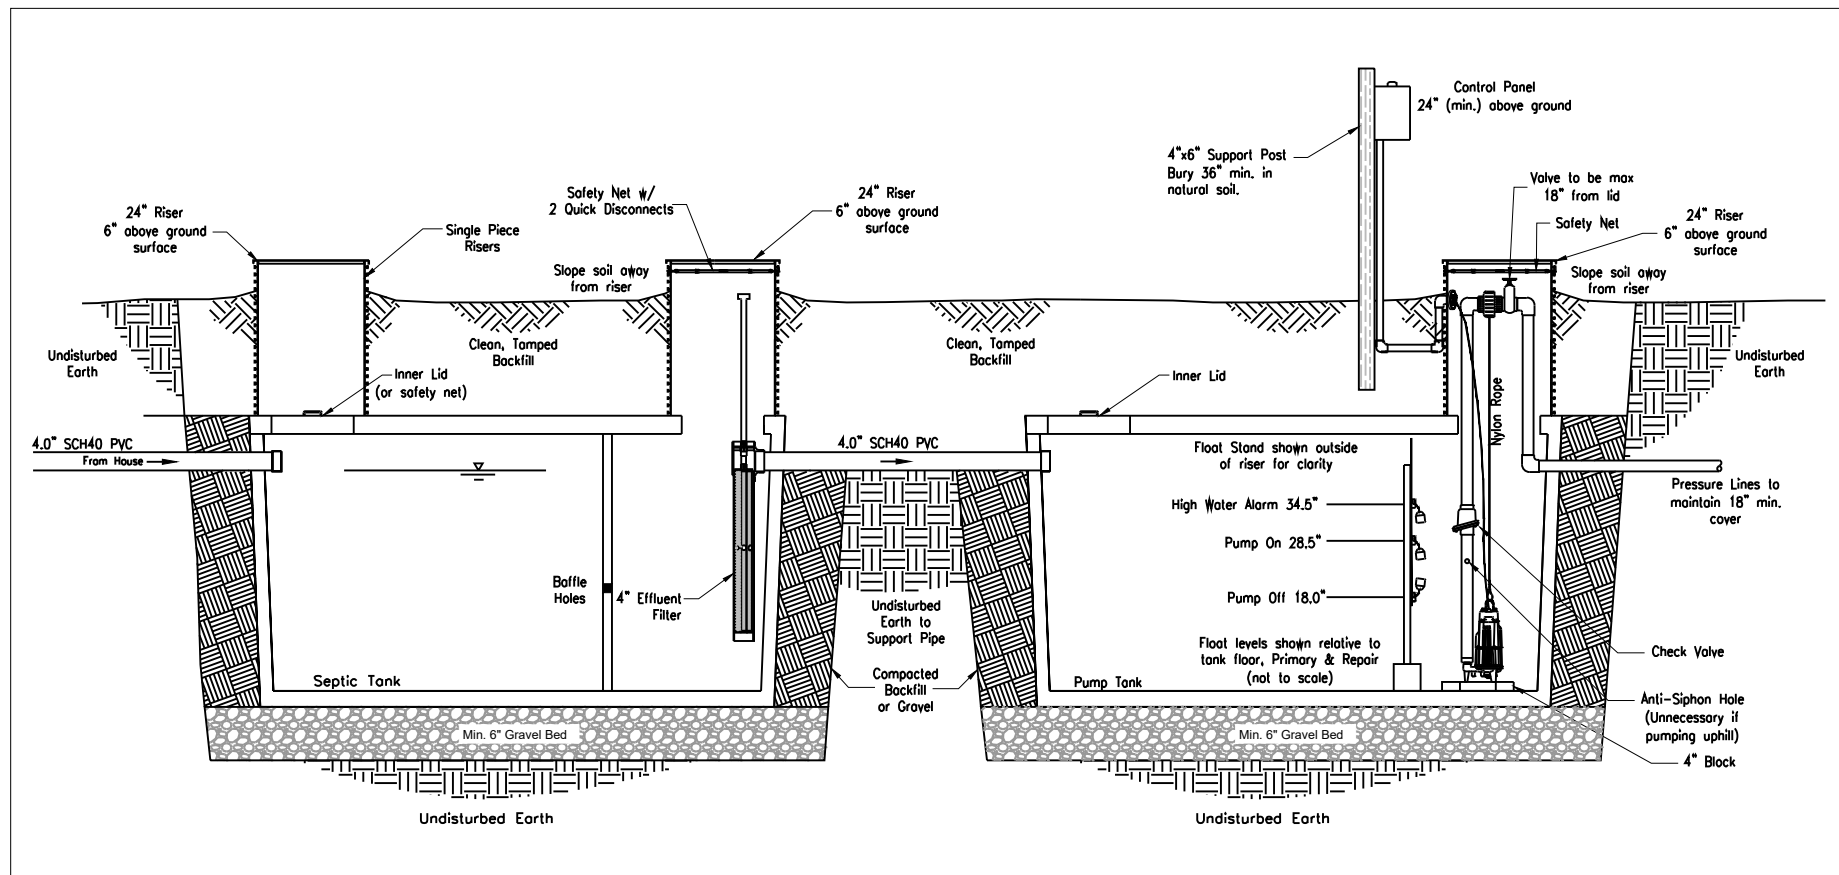 Control Panel
24" (min.) above ground
4"x6" Support Post
Bury 36" min. in
natural soil.
Valve to be max
18" from lid
Safety Net w/
2 Quick Disconnects
24" Riser
6" above ground
surface
24" Riser
6" above ground
surface
Single Piece
Risers
Safety Net
24" Riser
6" above ground
surface
Slope soil away
from riser
Slope soil away
from riser
Undisturbed
Earth
Clean, Tamped
Backfill
Clean, Tamped
Backfill
Undisturbed
Earth
Inner Lid
(or safety net)
Inner Lid
Nylon Rope
4.0" SCH40 PVC
From House
4.0" SCH40 PVC
Float Stand shown outside
of riser for clarity
Pressure Lines to
maintain 18" min.
cover
High Water Alarm 34.5"
Pump On 28.5"
Pump Off 18.0"
Baffle
Holes
4" Effluent
Filter
Undisturbed
Earth to
Support Pipe
Float levels shown relative to
tank floor, Primary & Repair
(not to scale)
Check Valve
Septic Tank
Compacted
Backfill
or Gravel
Pump Tank
Anti-Siphon Hole
(Unnecessary if
pumping uphill)
4" Block
Min. 6" Gravel Bed
Min. 6" Gravel Bed
Undisturbed Earth
Undisturbed Earth